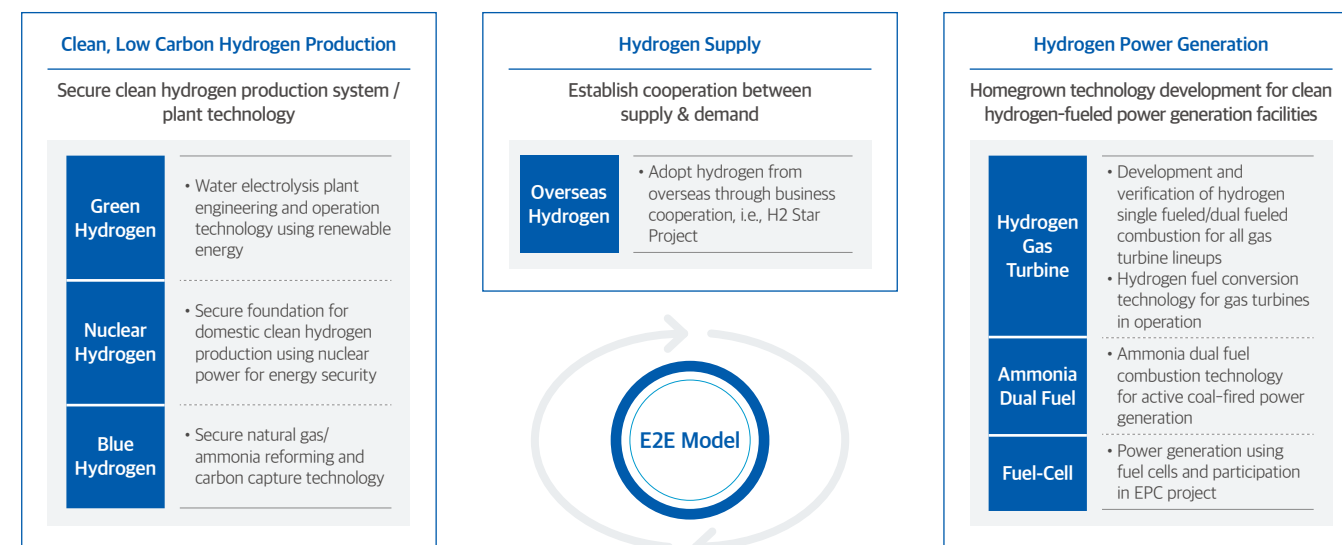 Clean, Low Carbon Hydrogen Production
Secure clean hydrogen production system /
plant technology
Green
Hydrogen
• Water electrolysis plant
engineering and operation
technology using renewable
energy
Nuclear
Hydrogen
• Secure foundation for
domestic clean hydrogen
production using nuclear
power for energy security
Blue
Hydrogen
• Secure natural gas/
ammonia reforming and
carbon capture technology
Hydrogen Supply
Establish cooperation between
supply & demand
Overseas
Hydrogen
• Adopt hydrogen from
overseas through business
cooperation, i.e., H2 Star
Project
E2E Model
Hydrogen Power Generation
Homegrown technology development for clean
hydrogen-fueled power generation facilities
Hydrogen
Gas
Turbine
• Development and
verification of hydrogen
single fueled/dual fueled
combustion for all gas
turbine lineups
• Hydrogen fuel conversion
technology for gas turbines
in operation
Ammonia
Dual Fuel
• Ammonia dual fuel
combustion technology
for active coal-fired power
generation
Fuel-Cell
• Power generation using
fuel cells and participation
in EPC project